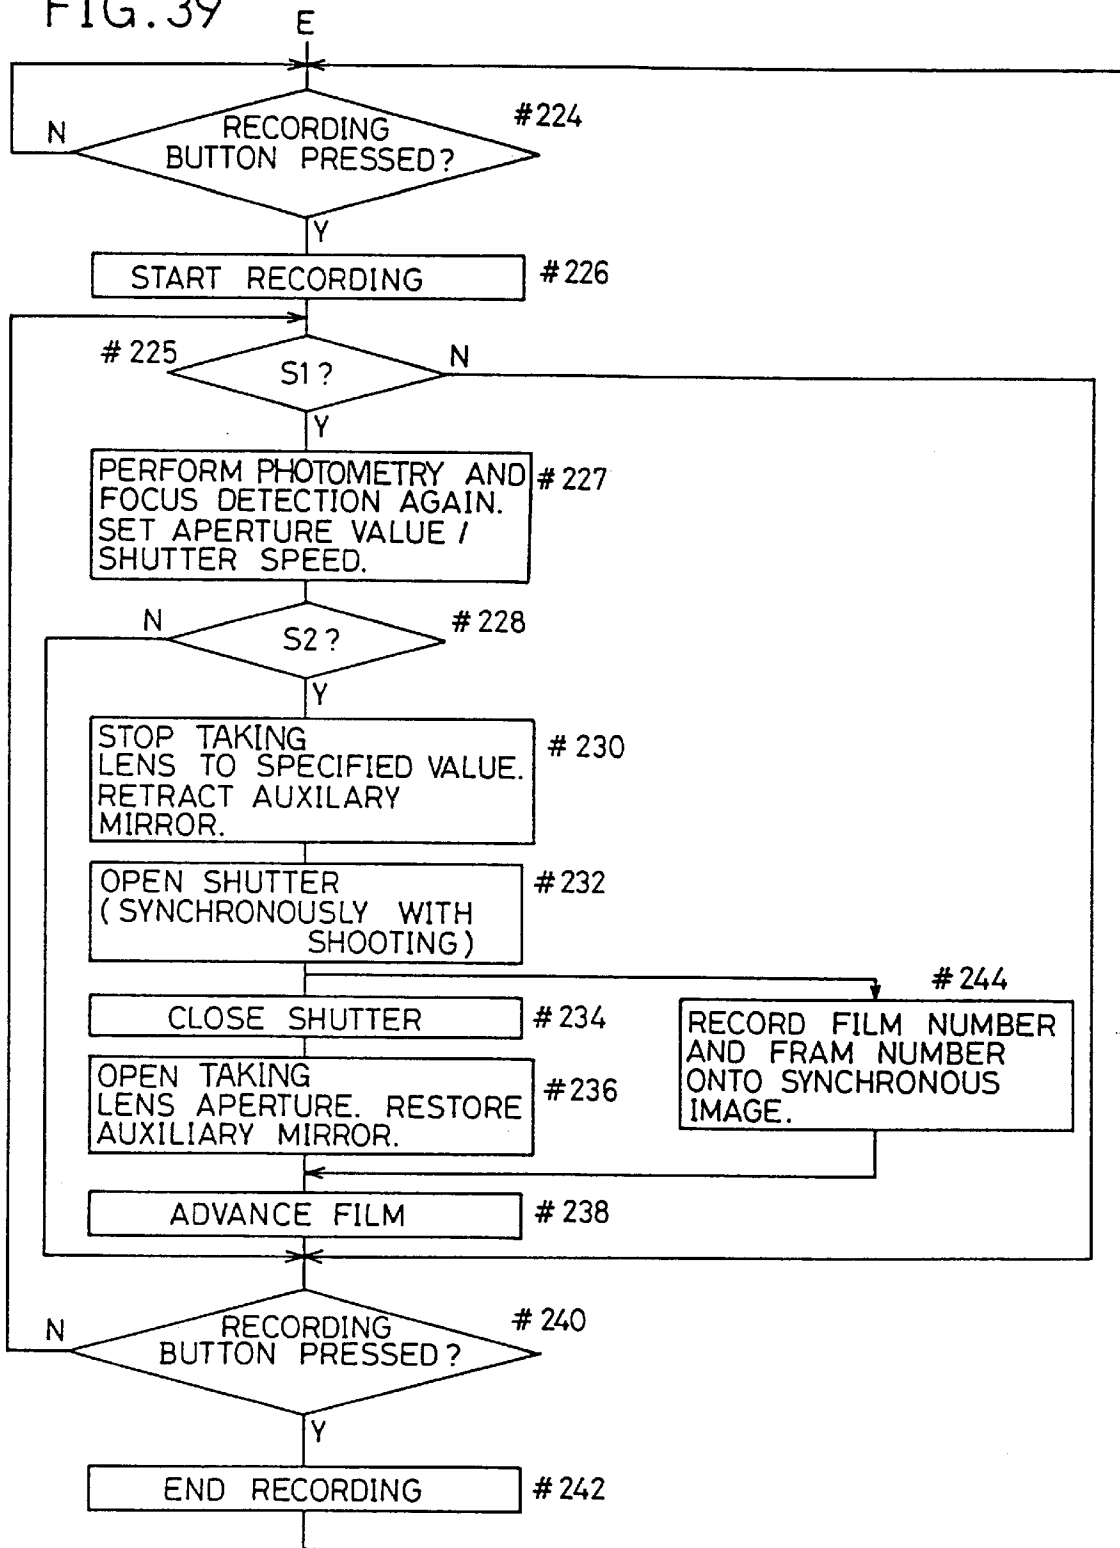 FIG. 39
E
N
RECORDING
BUTTON PRESSED?
#224
Y
START RECORDING
#226
#225
S1?
N
Y
PERFORM PHOTOMETRY AND
FOCUS DETECTION AGAIN.
SET APERTURE VALUE /
SHUTTER SPEED.
#227
N
S2?
#228
Y
STOP TAKING
LENS TO SPECIFIED VALUE.
RETRACT AUXILARY
MIRROR.
#230
OPEN SHUTTER
(SYNCHRONOUSLY WITH
SHOOTING)
#232
#244
CLOSE SHUTTER
#234
RECORD FILM NUMBER
AND FRAM NUMBER
ONTO SYNCHRONOUS
IMAGE.
OPEN TAKING
LENS APERTURE. RESTORE
AUXILIARY MIRROR.
#236
ADVANCE FILM
#238
N
RECORDING
BUTTON PRESSED?
#240
Y
END RECORDING
#242